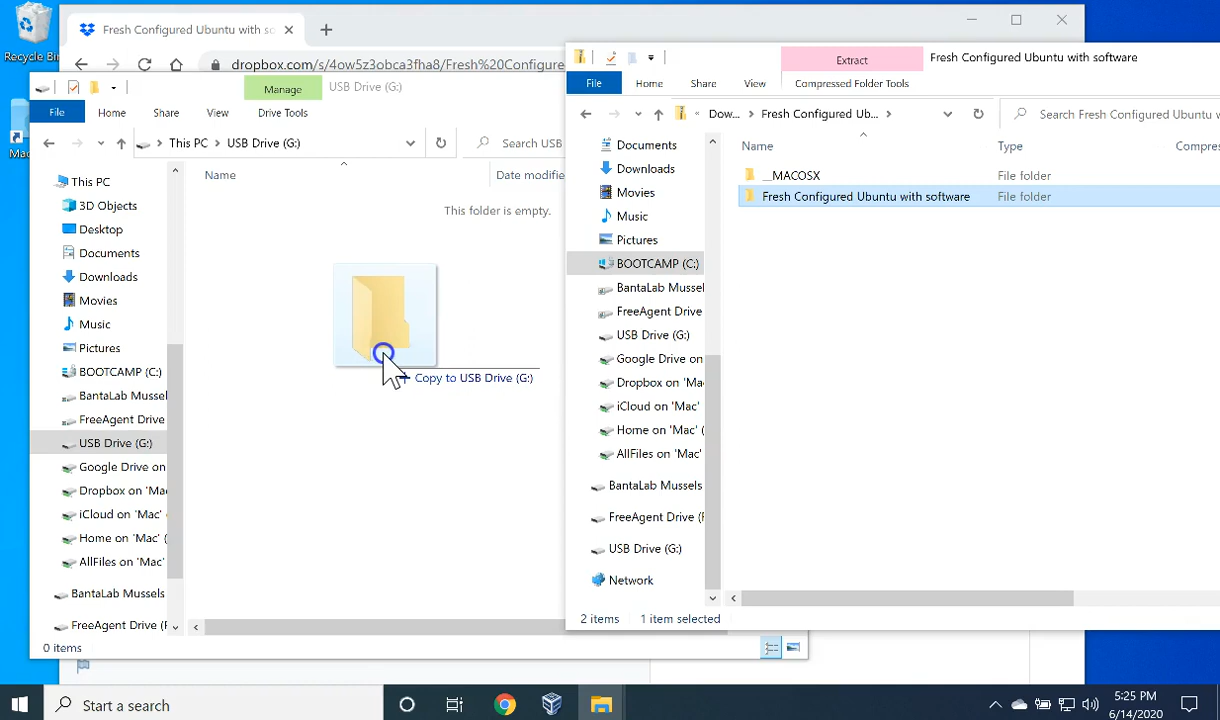 Recycle Bin
Mac
Fresh Configured Ubuntu with so
dropbox.com/s/4ow5z3obca3fha8/Fresh%20Configure
Manage
USB Drive (G:)
File
Home
Share
View
Drive Tools
This PC
USB Drive (G:)
Search USB
Name
Date modifie
This folder is empty.
This PC
3D Objects
Desktop
Documents
Downloads
Movies
Music
Pictures
BOOTCAMP (C:)
BantaLab Mussel
FreeAgent Drive
USB Drive (G:)
Google Drive on
Dropbox on 'Mac
iCloud on 'Mac'
Home on 'Mac' (
AllFiles on 'Mac'
BantaLab Mussels
FreeAgent Drive (F
Copy to USB Drive (G:)
0 items
Extract
Fresh Configured Ubuntu with software
File
Home
Share
View
Compressed Folder Tools
« Dow...
Fresh Configured Ub...
Search Fresh Configured Ubuntu w
Name
Type
Compres
__MACOSX
File folder
Fresh Configured Ubuntu with software
File folder
Documents
Downloads
Movies
Music
Pictures
BOOTCAMP (C:)
BantaLab Mussel
FreeAgent Drive
USB Drive (G:)
Google Drive on
Dropbox on 'Ma
iCloud on 'Mac'
Home on 'Mac' (
AllFiles on 'Mac'
BantaLab Mussels
FreeAgent Drive (F
USB Drive (G:)
Network
2 items
1 item selected
Start a search
5:25 PM
6/14/2020